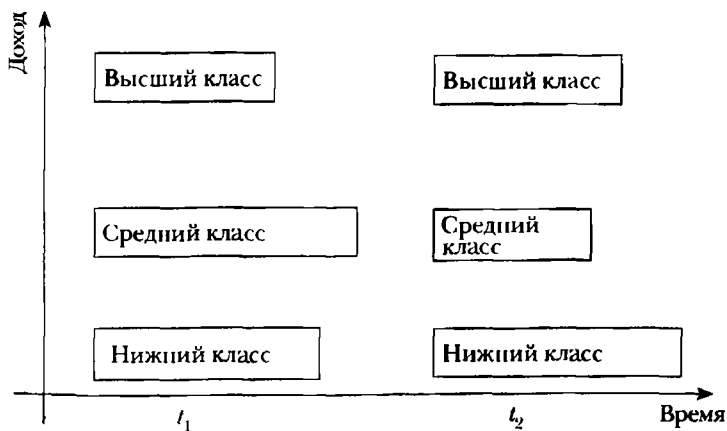 Доход
Высший класс
Высший класс
Средний класс
Средний
класс
Нижний класс
Нижний класс
t₁
t₂
Время